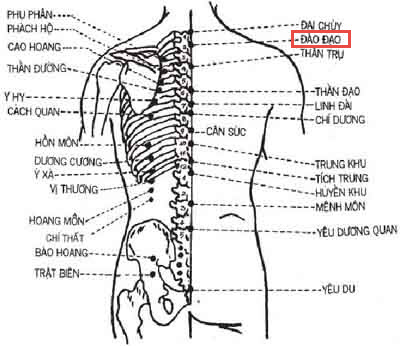 PHỤ PHÂN
PHÁCH HỘ
CAO HOANG
THẦN ĐƯỜNG
Y HY
CÁCH QUAN
HỒN MÔN
DƯƠNG CƯƠNG
Ý XÁ
VỊ THƯƠNG
HOANG MÔN
CHÍ THẤT
BÀO HOANG
TRẬT BIÊN
ĐẠI CHÙY
ĐÀO ĐẠO
THÂN TRỤ
THẦN ĐẠO
LINH ĐÀI
CHÍ DƯƠNG
CÂN SÚC
TRUNG KHU
TÍCH TRUNG
HUYỀN KHU
MỆNH MÔN
YÊU DƯƠNG QUAN
YÊU DU